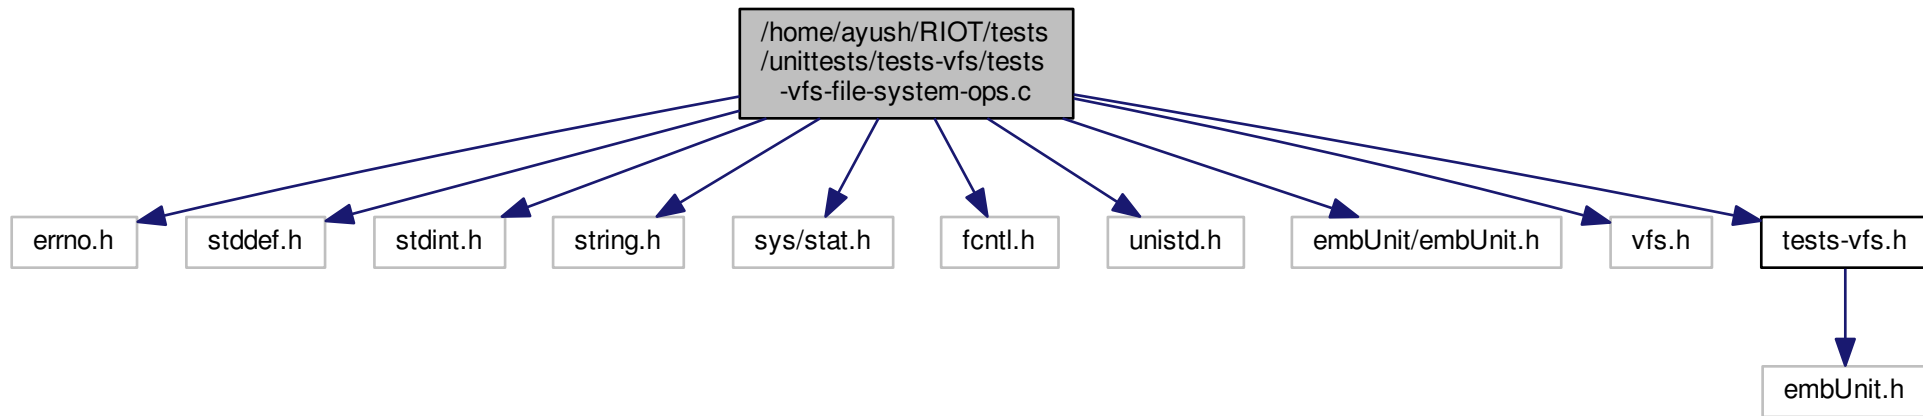 /home/ayush/RIOT/tests
/unittests/tests-vfs/tests
-vfs-file-system-ops.c
errno.h
stddef.h
stdint.h
string.h
sys/stat.h
fcntl.h
unistd.h
embUnit/embUnit.h
vfs.h
tests-vfs.h
embUnit.h